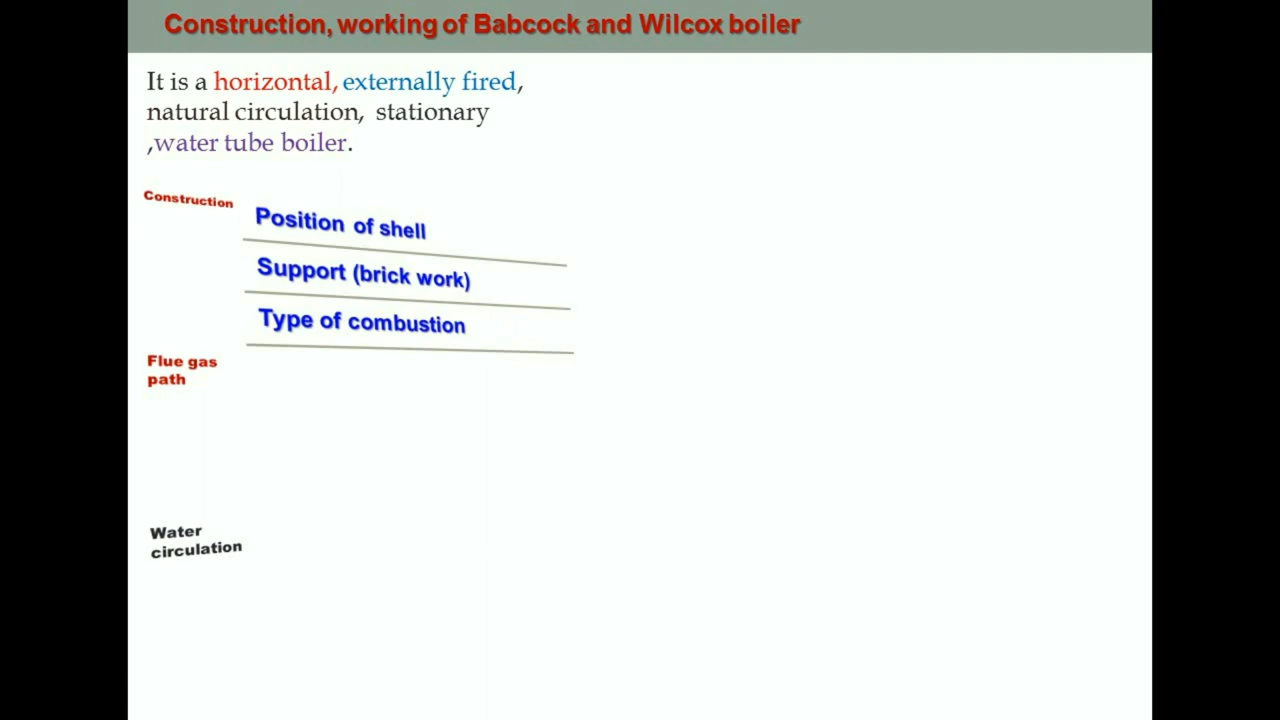 Construction, working of Babcock and Wilcox boiler
It is a horizontal, externally fired,
natural circulation, stationary
,water tube boiler.
Construction
Position of shell
Support (brick work)
Type of combustion
Flue gas
path
Water
circulation